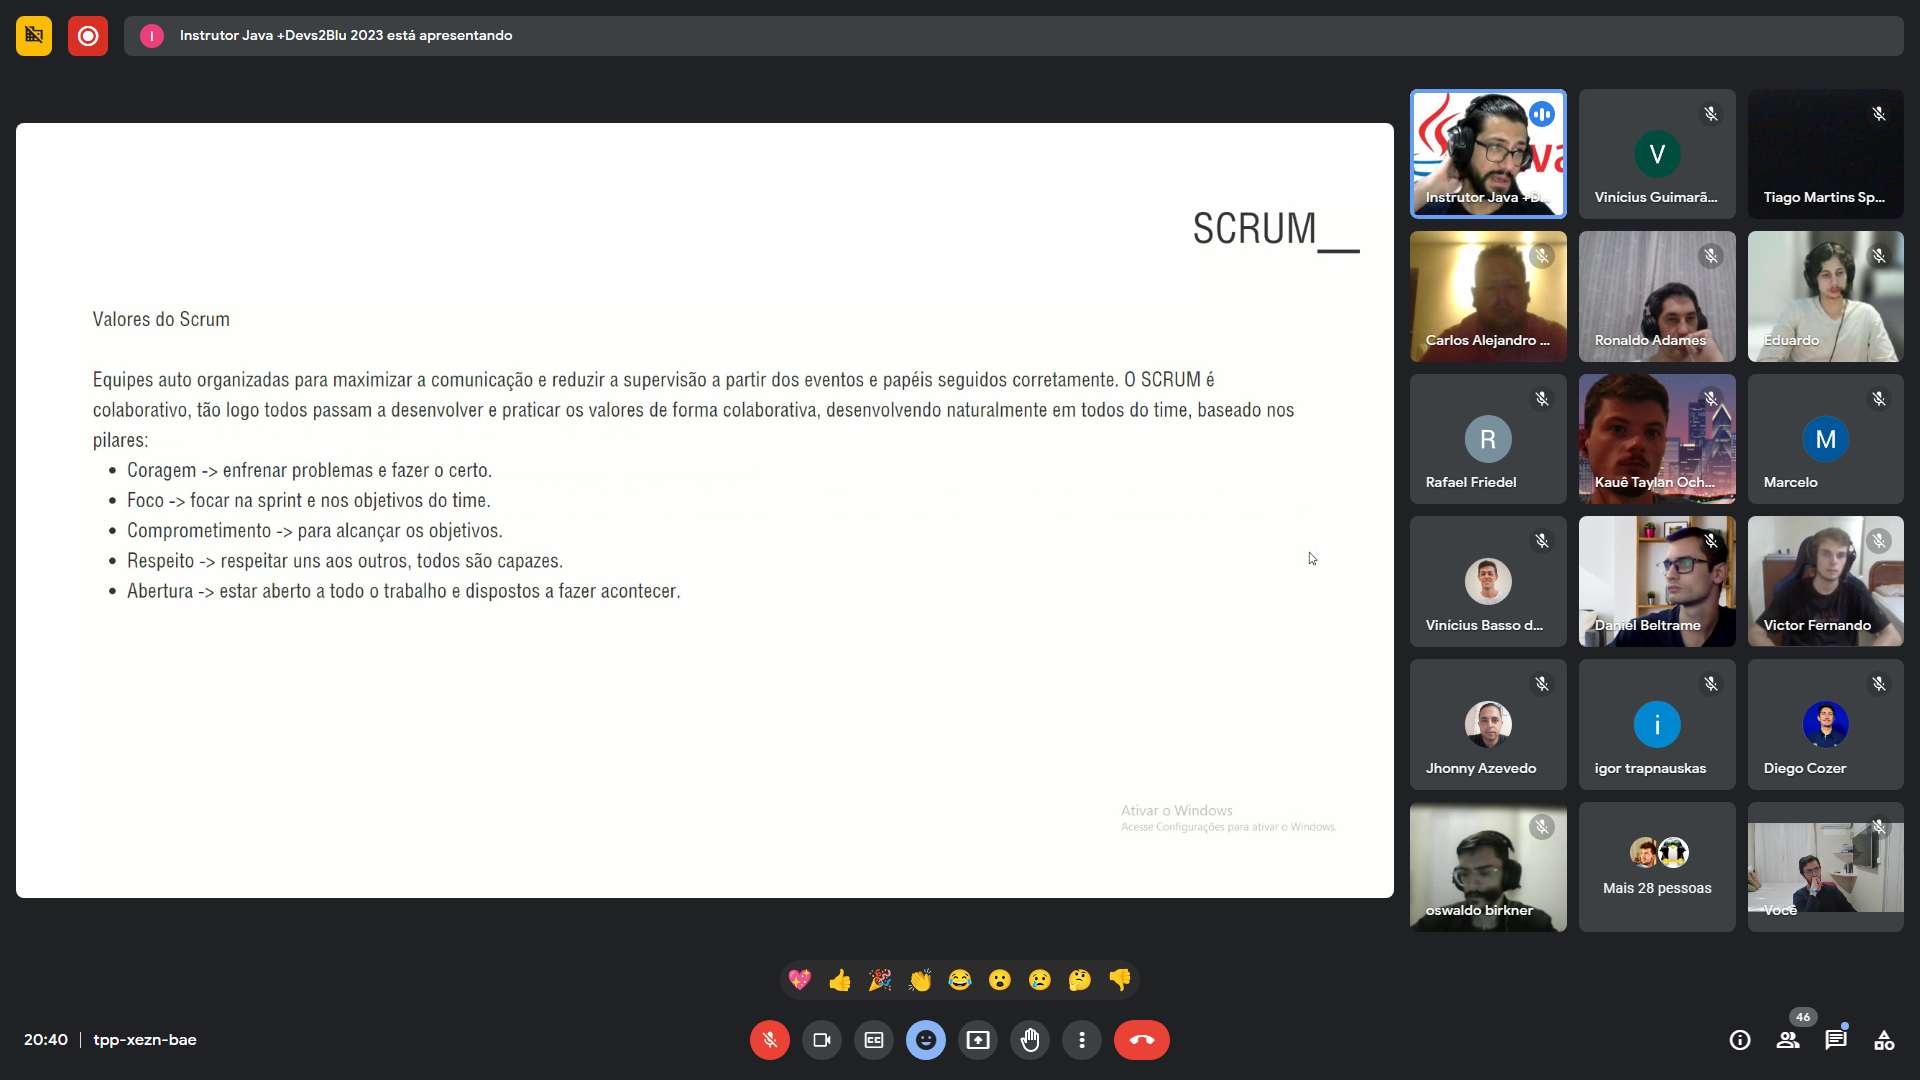 I
Instrutor Java +Devs2Blu 2023 está apresentando
SCRUM__
Valores do Scrum
Equipes auto organizadas para maximizar a comunicação e reduzir a supervisão a partir dos eventos e papéis seguidos corretamente. O SCRUM é
colaborativo, tão logo todos passam a desenvolver e praticar os valores de forma colaborativa, desenvolvendo naturalmente em todos do time, baseado nos
pilares:
• Coragem -> enfrenar problemas e fazer o certo.
• Foco -> focar na sprint e nos objetivos do time.
• Comprometimento -> para alcançar os objetivos.
• Respeito -> respeitar uns aos outros, todos são capazes.
• Abertura -> estar aberto a todo o trabalho e dispostos a fazer acontecer.
Ativar o Windows
Acesse Configurações para ativar o Windows.
Instrutor Java +D...
V
Vinícius Guimarã...
Tiago Martins Sp...
Carlos Alejandro ...
Ronaldo Adames
Eduardo
R
Rafael Friedel
Kauê Taylan Och...
M
Marcelo
Vinícius Basso d...
Daniel Beltrame
Victor Fernando
Jhonny Azevedo
i
igor trapnauskas
Diego Cozer
oswaldo birkner
Mais 28 pessoas
Você
20:40 | tpp-xezn-bae
CC
46